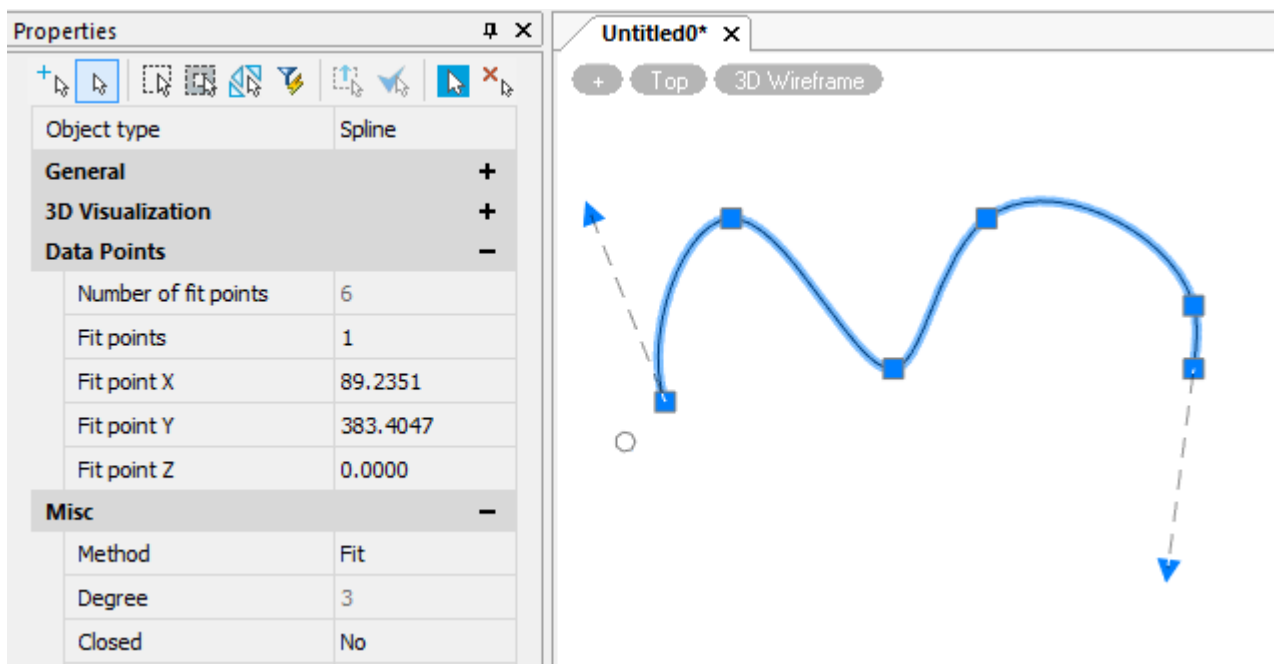 Properties
Object type Spline
General +
3D Visualization +
Data Points −
Number of fit points 6
Fit points 1
Fit point X 89.2351
Fit point Y 383.4047
Fit point Z 0.0000
Misc −
Method Fit
Degree 3
Closed No
Untitled0*
+ Top 3D Wireframe